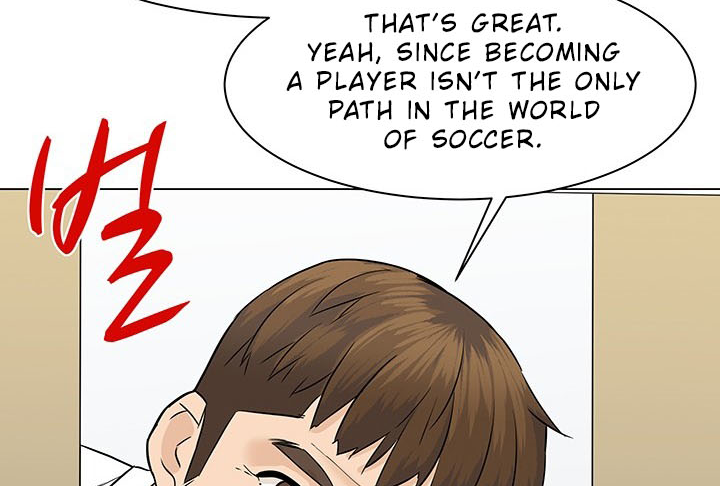 THAT'S GREAT.
YEAH, SINCE BECOMING
A PLAYER ISN'T THE ONLY
PATH IN THE WORLD
OF SOCCER.
벌